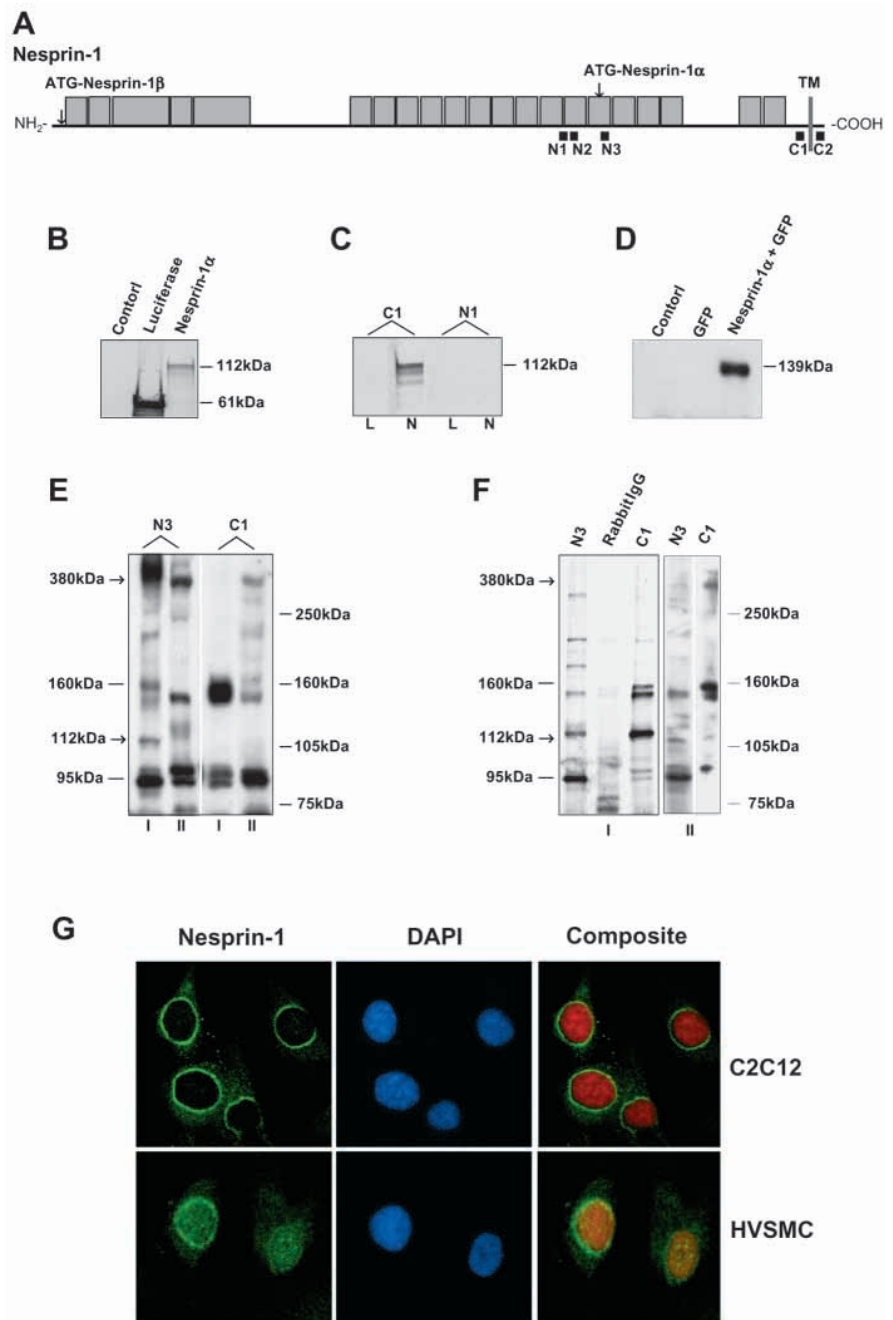 A
Nesprin-1
ATG-Nesprin-1β
ATG-Nesprin-1α
TM
NH2-
-COOH
N1 N2 N3 C1 C2
B
Contorl
Luciferase
Nesprin-1α
112kDa
61kDa
C
C1 N1
112kDa
L N L N
D
Contorl
GFP
Nesprin-1α + GFP
139kDa
E
N3 C1
380kDa
160kDa
112kDa
95kDa
250kDa
160kDa
105kDa
75kDa
I II I II
F
N3
RabbitIgG
C1
N3
C1
380kDa
160kDa
112kDa
95kDa
250kDa
160kDa
105kDa
75kDa
I II
G
Nesprin-1 DAPI Composite
C2C12
HVSMC